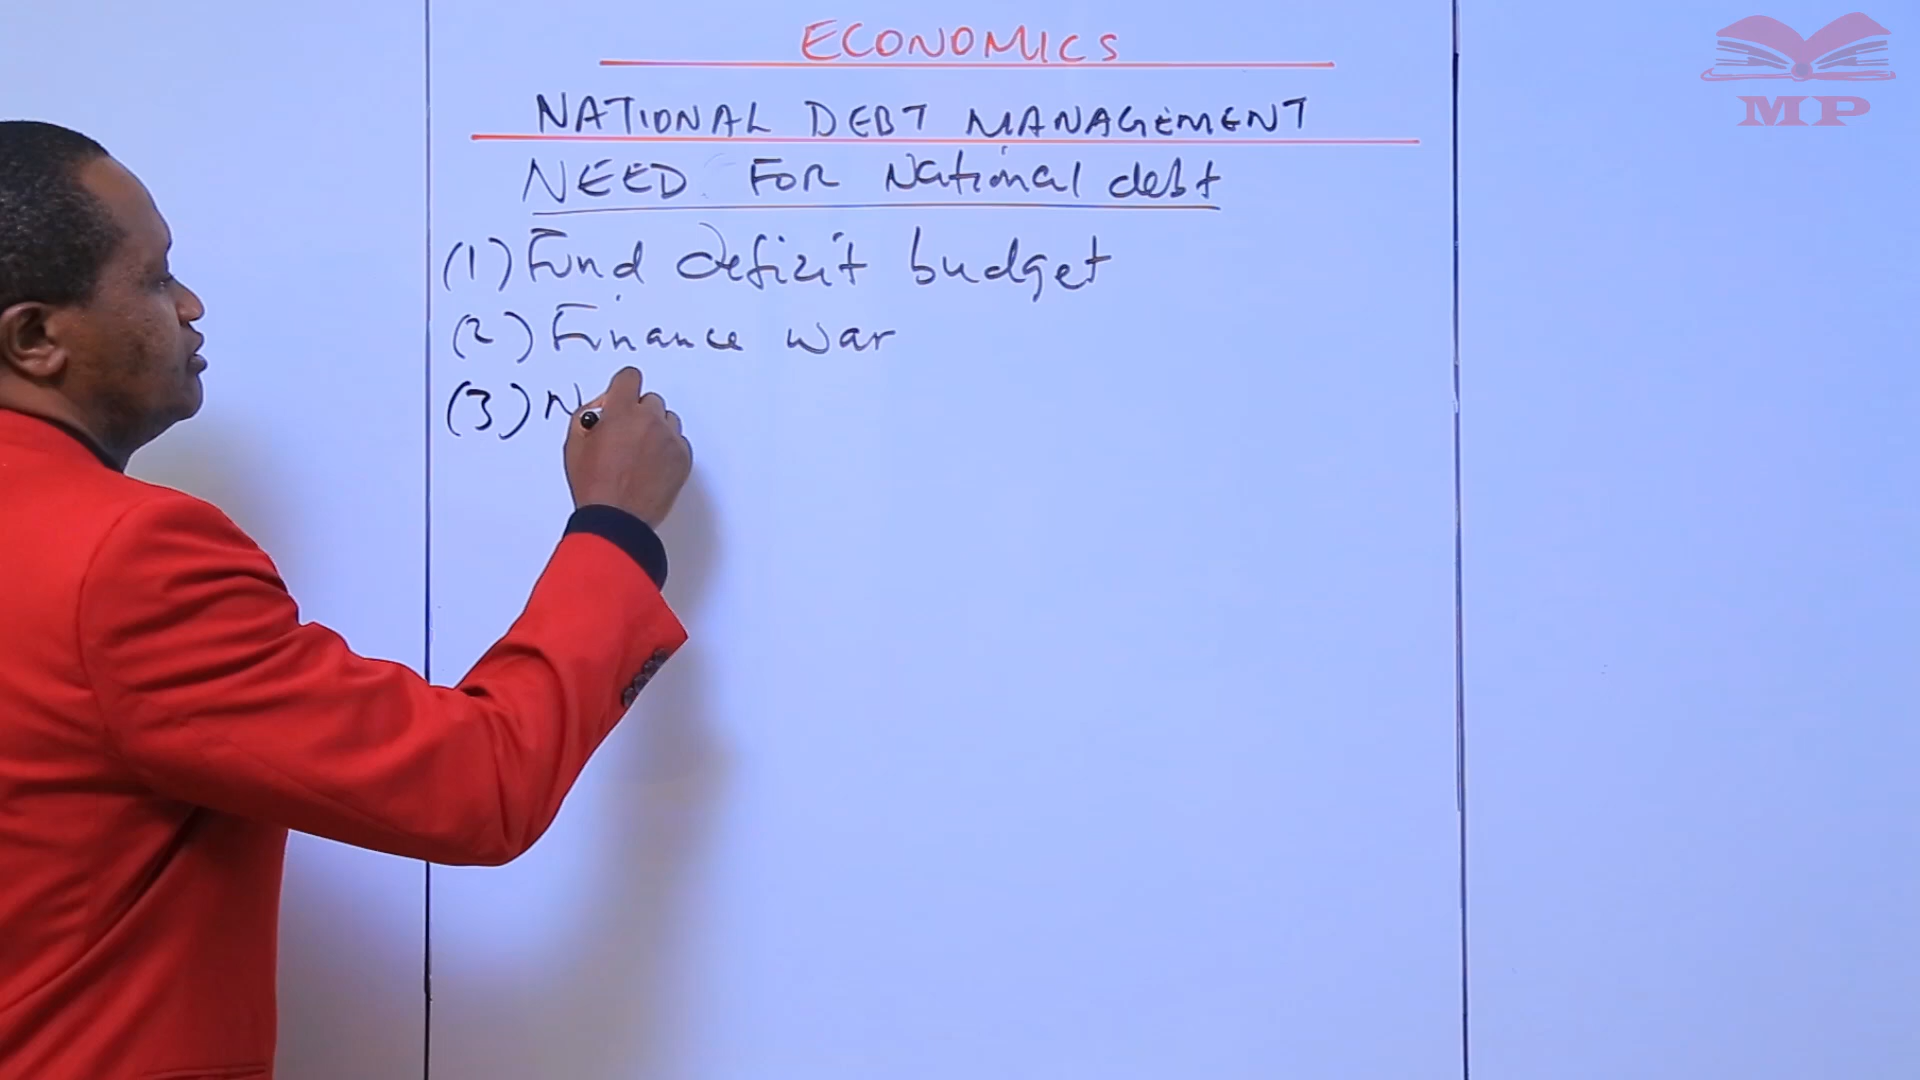 ECONOMICS
NATIONAL DEBT MANAGEMENT
NEED FOR National debt
(1) Fund deficit budget
(2) Finance war
(3) N
MP